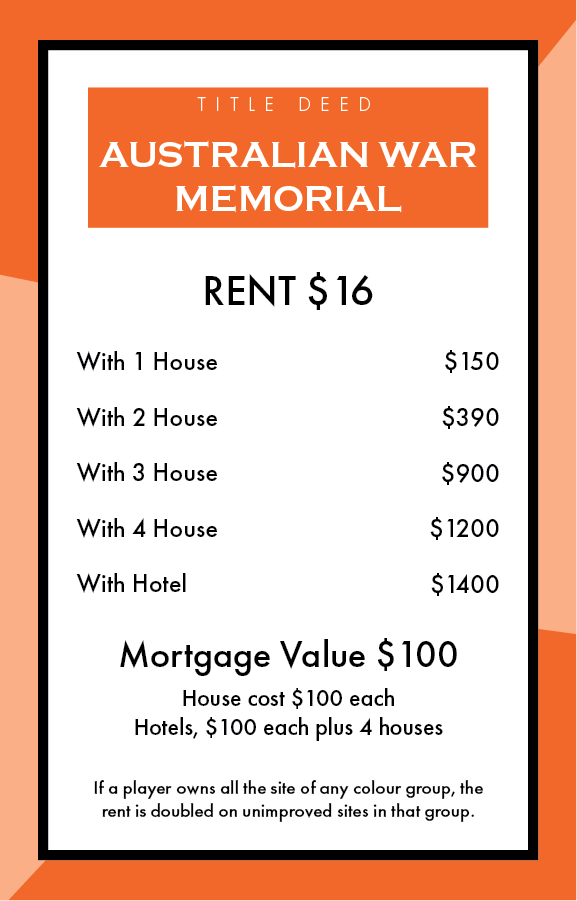 TITLE DEED
AUSTRALIAN WAR
MEMORIAL
RENT $16
With 1 House $150
With 2 House $390
With 3 House $900
With 4 House $1200
With Hotel $1400
Mortgage Value $100
House cost $100 each
Hotels, $100 each plus 4 houses
If a player owns all the site of any colour group, the
rent is doubled on unimproved sites in that group.